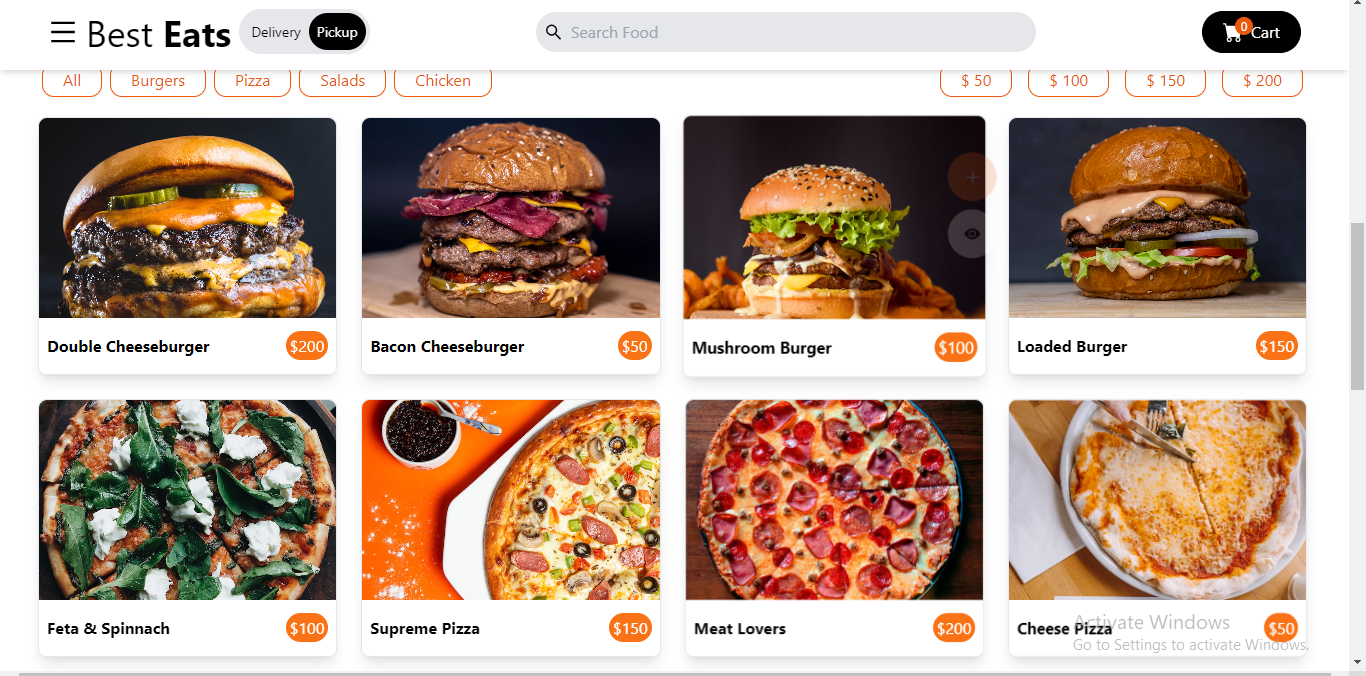 Best Eats
Delivery
Pickup
Search Food
0
Cart
All
Burgers
Pizza
Salads
Chicken
$ 50
$ 100
$ 150
$ 200
Double Cheeseburger
$200
Bacon Cheeseburger
$50
Mushroom Burger
$100
Loaded Burger
$150
Feta & Spinnach
$100
Supreme Pizza
$150
Meat Lovers
$200
Cheese Pizza
$50
Activate Windows
Go to Settings to activate Windows.